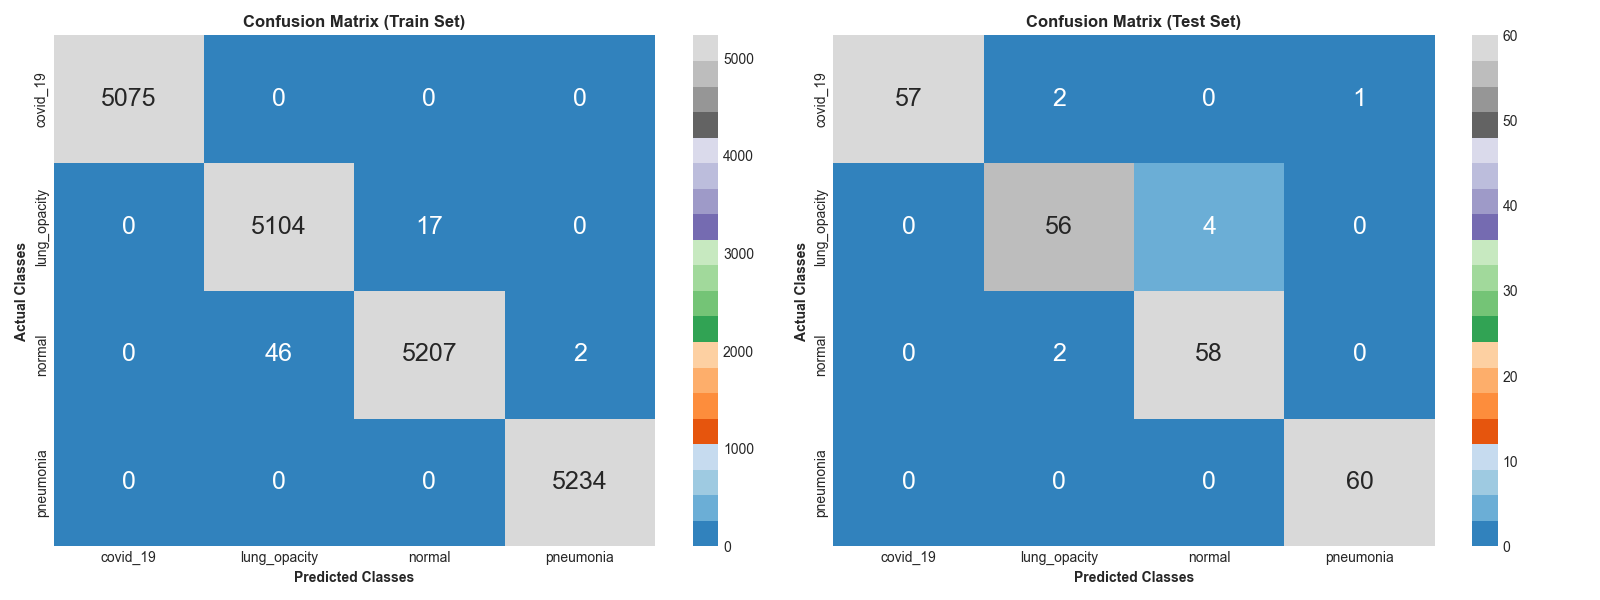 Confusion Matrix (Train Set)
Actual Classes
covid_19
5075 0 0 0
lung_opacity
0 5104 17 0
normal
0 46 5207 2
pneumonia
0 0 0 5234
covid_19 lung_opacity normal pneumonia
Predicted Classes
5000
4000
3000
2000
1000
0
Confusion Matrix (Test Set)
Actual Classes
covid_19
57 2 0 1
lung_opacity
0 56 4 0
normal
0 2 58 0
pneumonia
0 0 0 60
covid_19 lung_opacity normal pneumonia
Predicted Classes
60
50
40
30
20
10
0